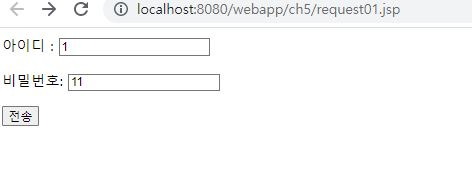 localhost:8080/webapp/ch5/request01.jsp
아이디 : 1
비밀번호: 11
전송